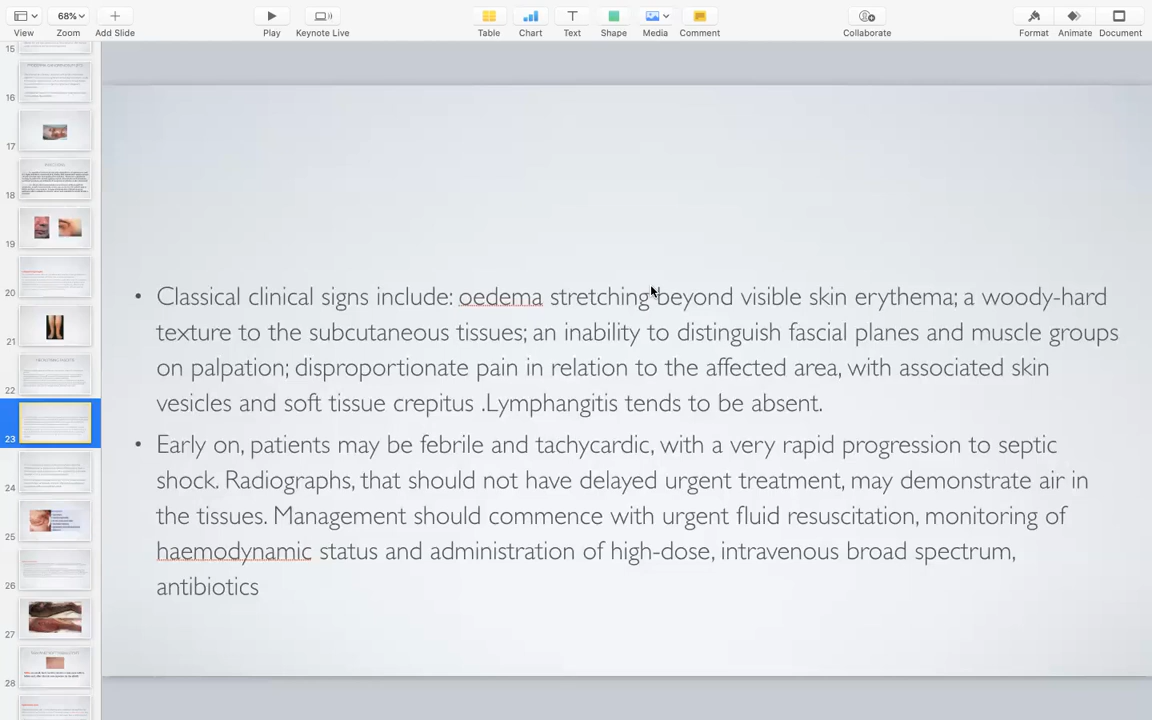 68%
View
Zoom
Add Slide
Play
Keynote Live
Table
Chart
Text
Shape
Media
Comment
Collaborate
Format
Animate
Document
15
16
17
18
19
20
21
22
23
24
25
26
27
28
• Classical clinical signs include: oedema stretching beyond visible skin erythema; a woody-hard
texture to the subcutaneous tissues; an inability to distinguish fascial planes and muscle groups
on palpation; disproportionate pain in relation to the affected area, with associated skin
vesicles and soft tissue crepitus .Lymphangitis tends to be absent.
• Early on, patients may be febrile and tachycardic, with a very rapid progression to septic
shock. Radiographs, that should not have delayed urgent treatment, may demonstrate air in
the tissues. Management should commence with urgent fluid resuscitation, monitoring of
haemodynamic status and administration of high-dose, intravenous broad spectrum,
antibiotics